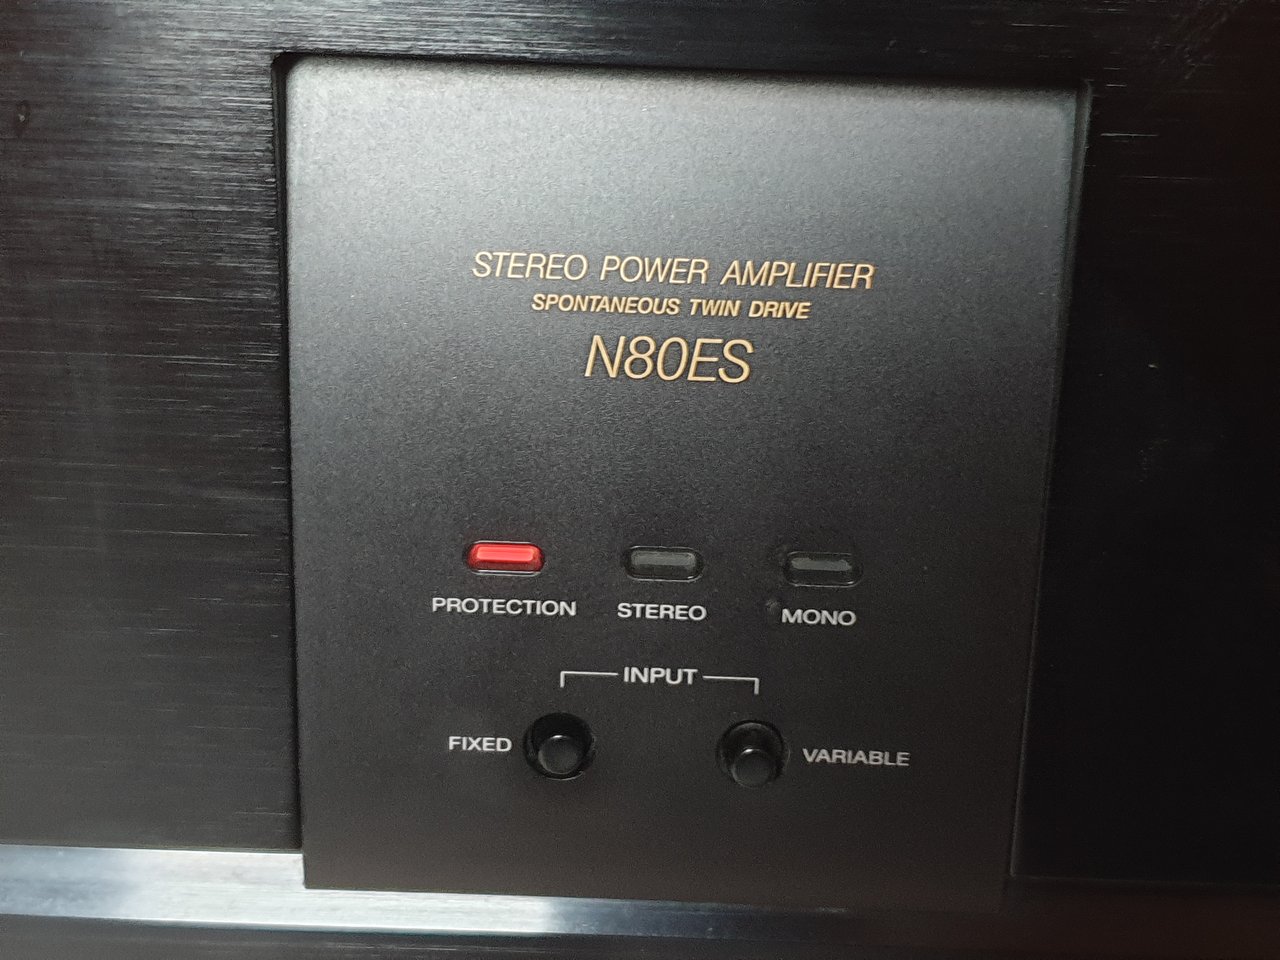 STEREO POWER AMPLIFIER
SPONTANEOUS TWIN DRIVE
N80ES
PROTECTION STEREO MONO
INPUT
FIXED VARIABLE